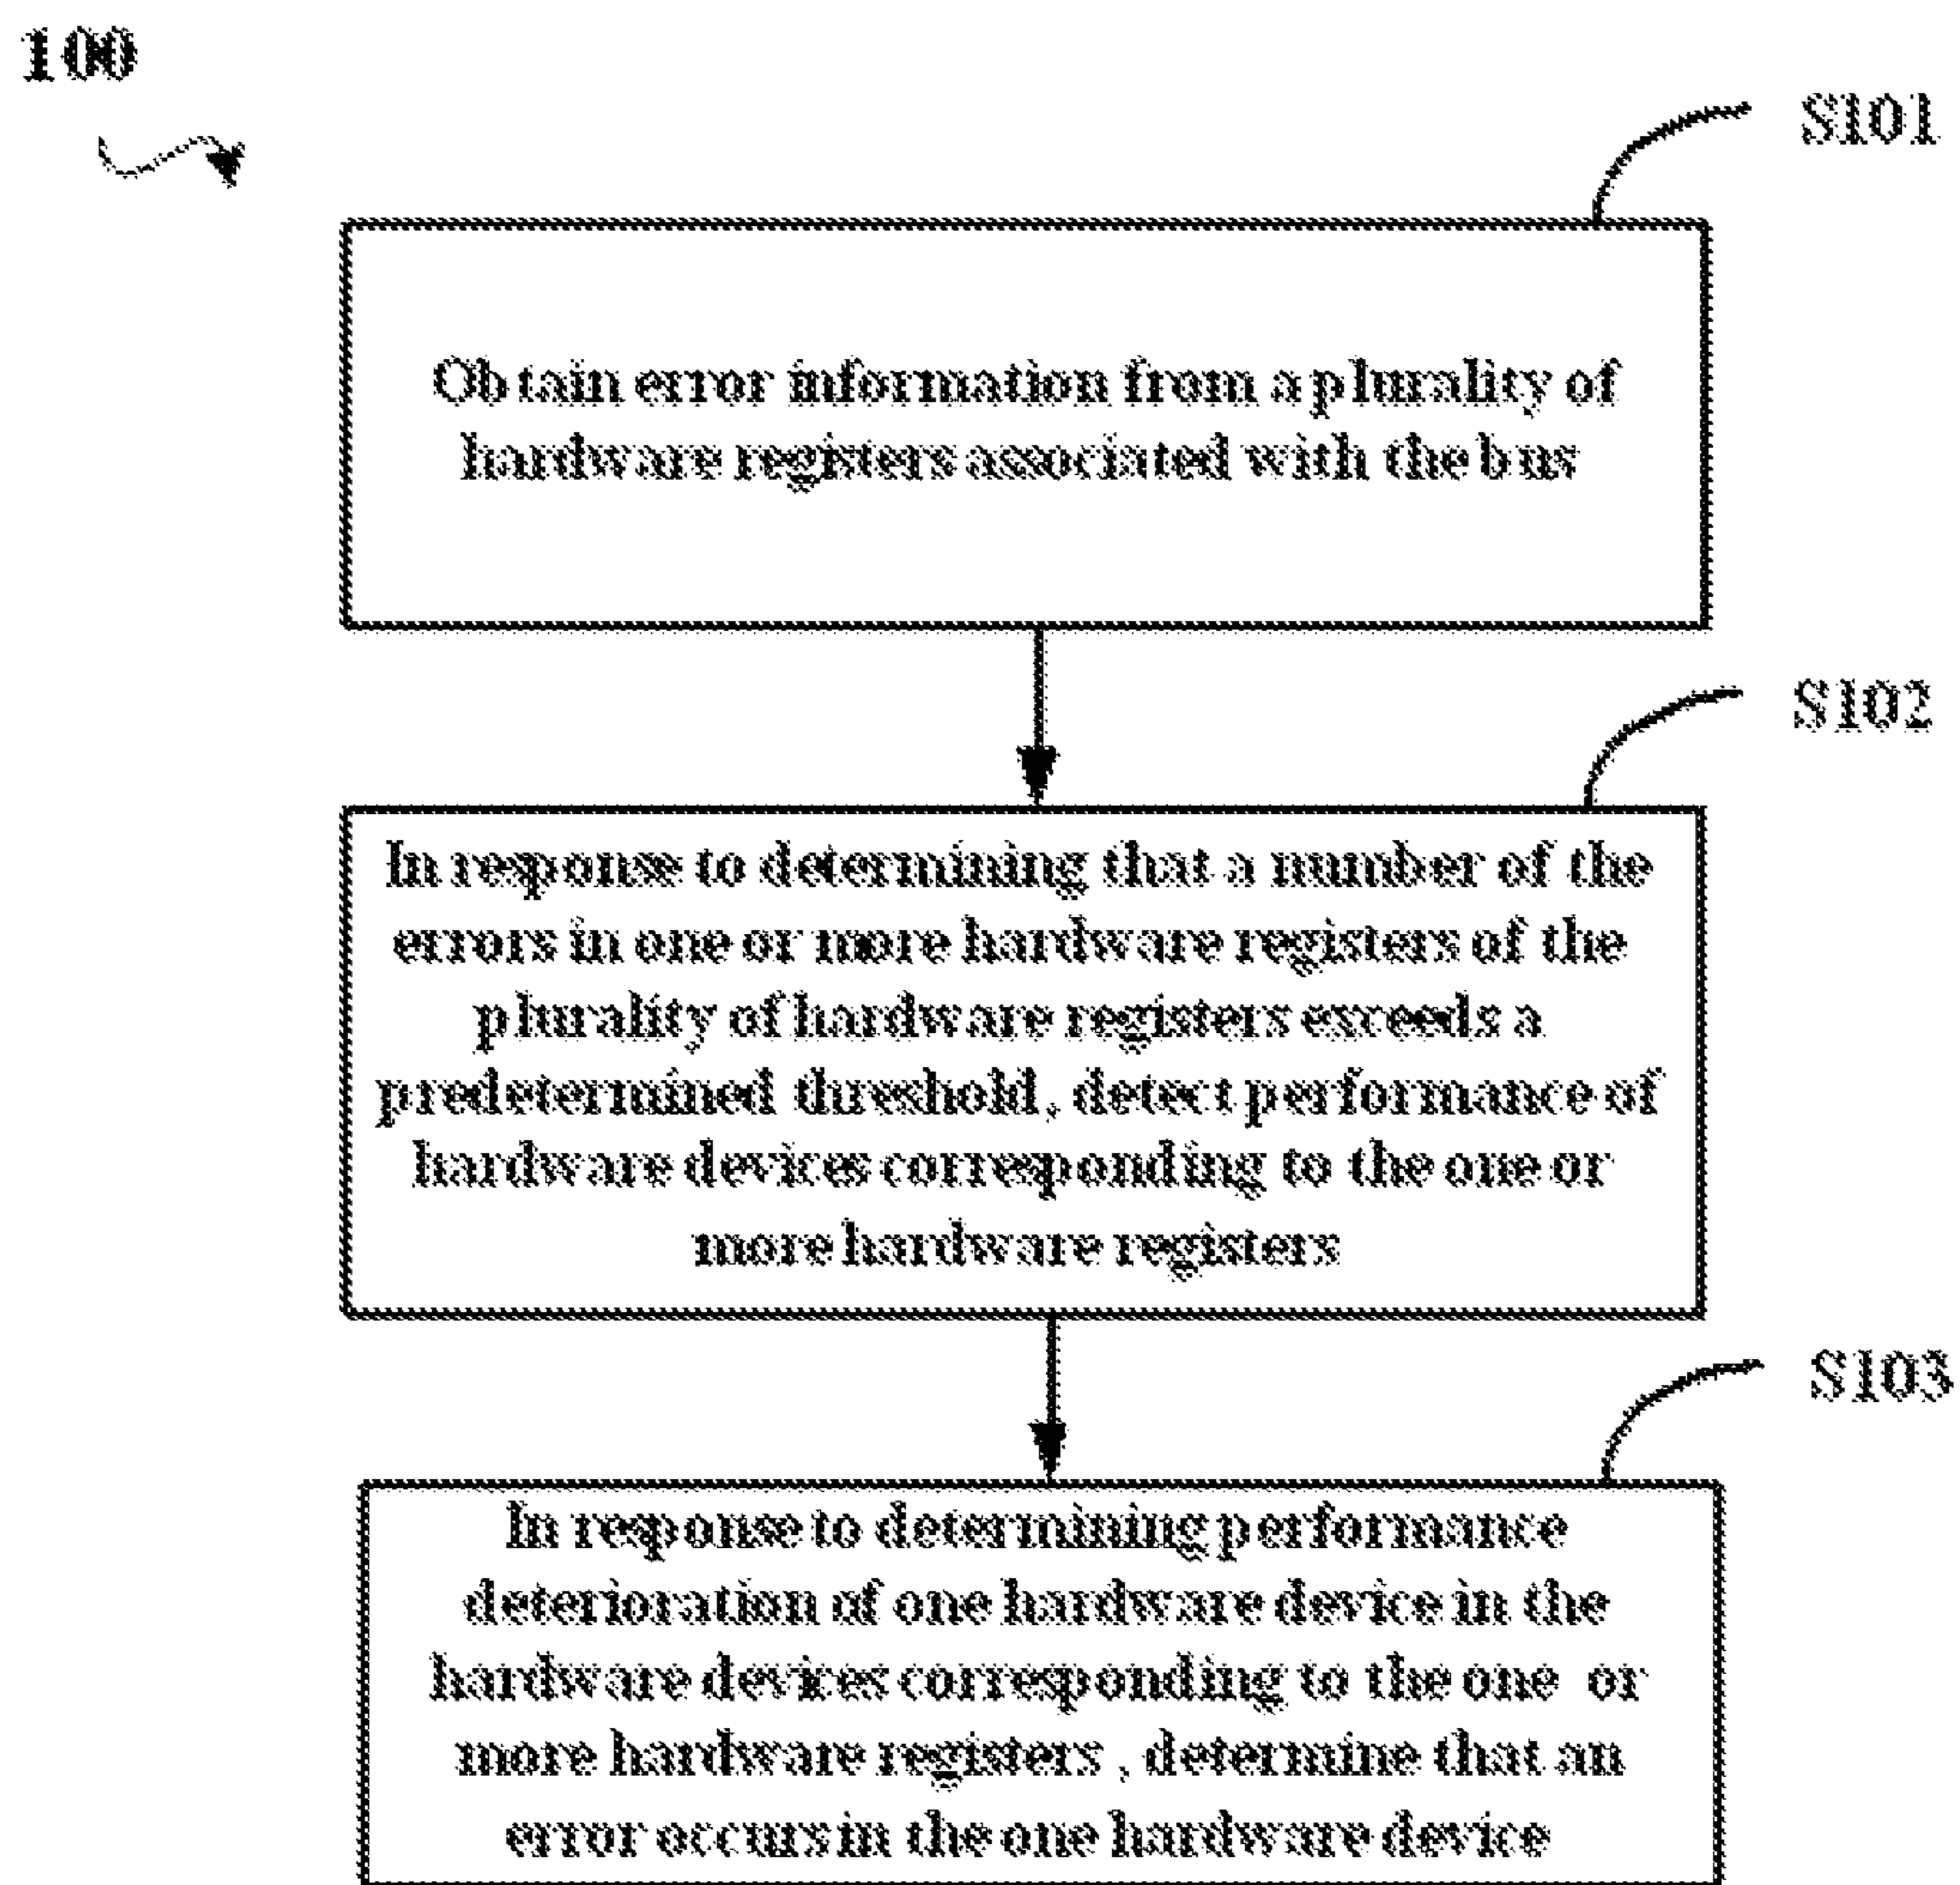 100
S101
Obtain error information from a plurality of
hardware registers associated with the bus
S102
In response to determining that a number of the
errors in one or more hardware registers of the
plurality of hardware registers exceeds a
predetermined threshold, detect performance of
hardware devices corresponding to the one or
more hardware registers
S103
In response to determining performance
deterioration of one hardware device in the
hardware devices corresponding to the one or
more hardware registers , determine that an
error occurs in the one hardware device